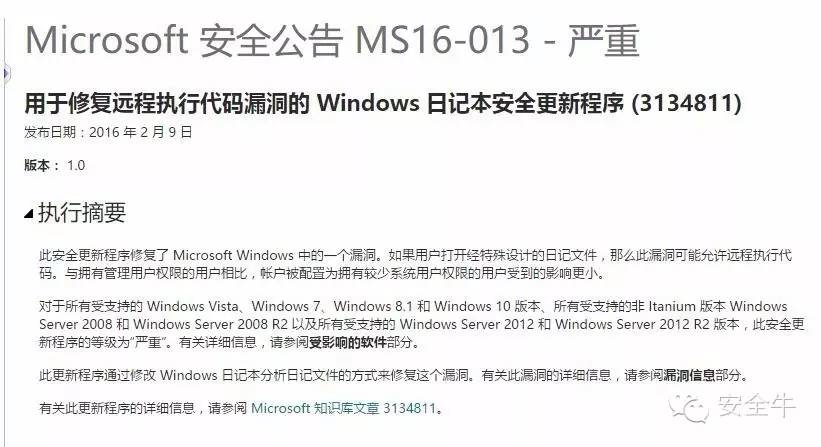 Microsoft 安全公告 MS16-013 - 严重
用于修复远程执行代码漏洞的 Windows 日记本安全更新程序 (3134811)
发布日期：2016 年 2 月 9 日
版本： 1.0
执行摘要
此安全更新程序修复了 Microsoft Windows 中的一个漏洞。如果用户打开经特殊设计的日记文件，那么此漏洞可能允许远程执行代
码。与拥有管理用户权限的用户相比，帐户被配置为拥有较少系统用户权限的用户受到的影响更小。
对于所有受支持的 Windows Vista、Windows 7、Windows 8.1 和 Windows 10 版本、所有受支持的非 Itanium 版本 Windows
Server 2008 和 Windows Server 2008 R2 以及所有受支持的 Windows Server 2012 和 Windows Server 2012 R2 版本，此安全更
新程序的等级为“严重”。有关详细信息，请参阅受影响的软件部分。
此更新程序通过修改 Windows 日记本分析日记文件的方式来修复这个漏洞。有关此漏洞的详细信息，请参阅漏洞信息部分。
有关此更新程序的详细信息，请参阅 Microsoft 知识库文章 3134811。
安全牛